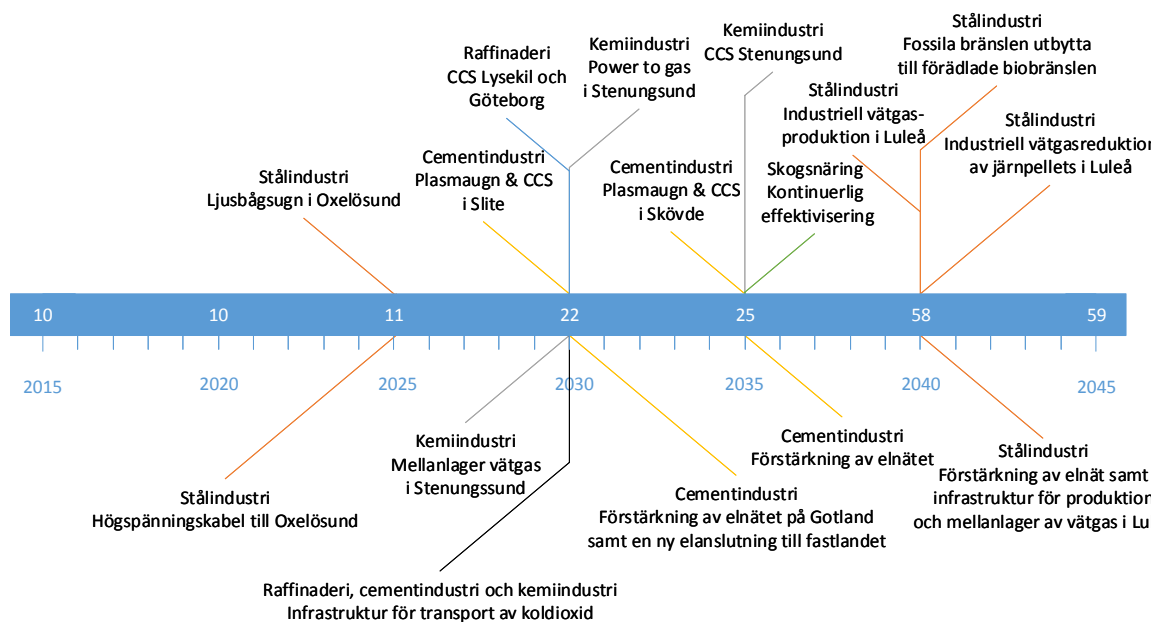 Stålindustri
Ljusbågsugn i Oxelösund
Cementindustri
Plasmaugn & CCS
i Slite
Raffinaderi
CCS Lysekil och
Göteborg
Kemiindustri
Power to gas
i Stenungsund
Cementindustri
Plasmaugn & CCS
i Skövde
Kemiindustri
CCS Stenungsund
Skogsnäring
Kontinuerlig
effektivisering
Stålindustri
Industriell vätgas-
produktion i Luleå
Stålindustri
Fossila bränslen utbytta
till förädlade biobränslen
Stålindustri
Industriell vätgasreduktion
av järnpellets i Luleå
10 10 11 22 25 58 59
2015 2020 2025 2030 2035 2040 2045
Stålindustri
Högspänningskabel till Oxelösund
Kemiindustri
Mellanlager vätgas
i Stenungssund
Raffinaderi, cementindustri och kemiindustri
Infrastruktur för transport av koldioxid
Cementindustri
Förstärkning av elnätet på Gotland
samt en ny elanslutning till fastlandet
Cementindustri
Förstärkning av elnätet
Stålindustri
Förstärkning av elnät samt
infrastruktur för produktion
och mellanlager av vätgas i Lu